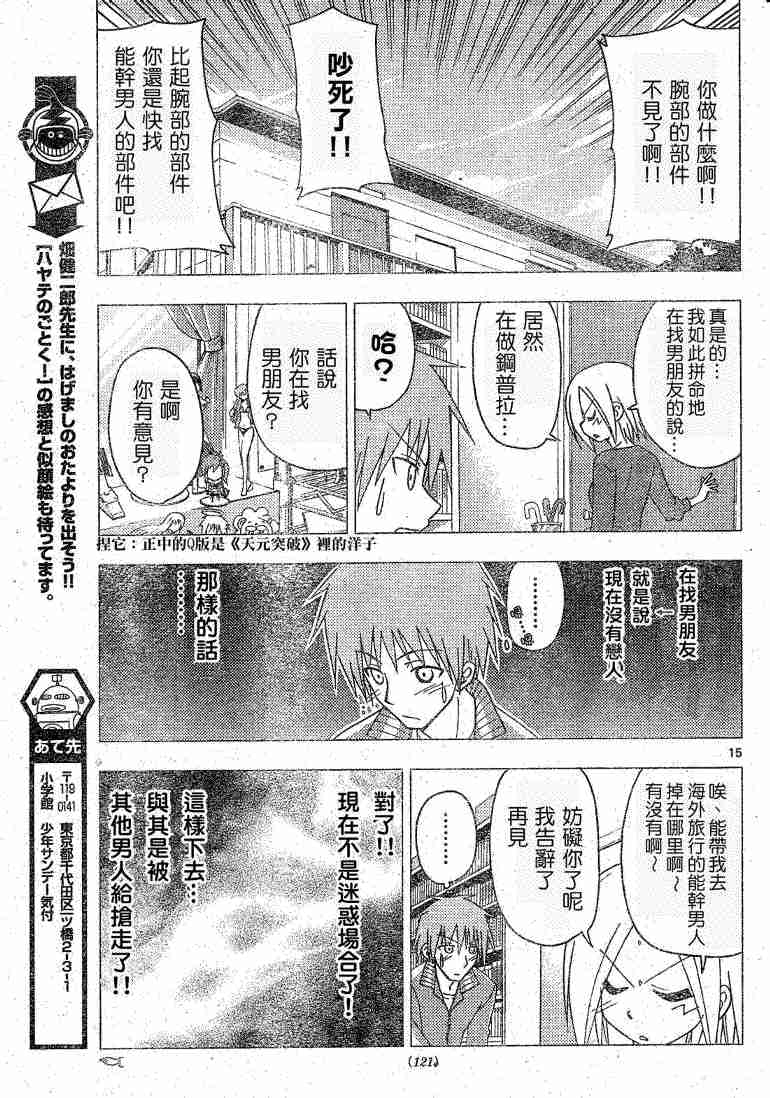 你做什麼啊!!
腕部的部件
不見了啊!!
吵死了!!
比起腕部的部件
你還是快找
能幹男人的部件吧!!
真是的…
我如此拼命地
在找男朋友的說…
居然
在做鋼普拉…
哈?
話說
你在找
男朋友?
是啊
你有意見?
捏它：正中的Q版是《天元突破》裡的洋子
在找男朋友
↓
就是說
現在沒有戀人
………
那樣的話
………
15
唉、能帶我去
海外旅行的能幹男人
掉在哪里啊～
有沒有啊～
妨礙你了呢
我告辭了
再見
………
對了!!
現在不是迷惑場合了!
這樣下去…
與其是被
其他男人給搶走了!!
(121)
畑健二郎先生に、はげましのおたよりを出そう!!
『ハヤテのごとく!』の感想と似顔絵も待ってます。
あて先
〒119-0141 東京都千代田区一ッ橋2-3-1
小学館 少年サンデー気付